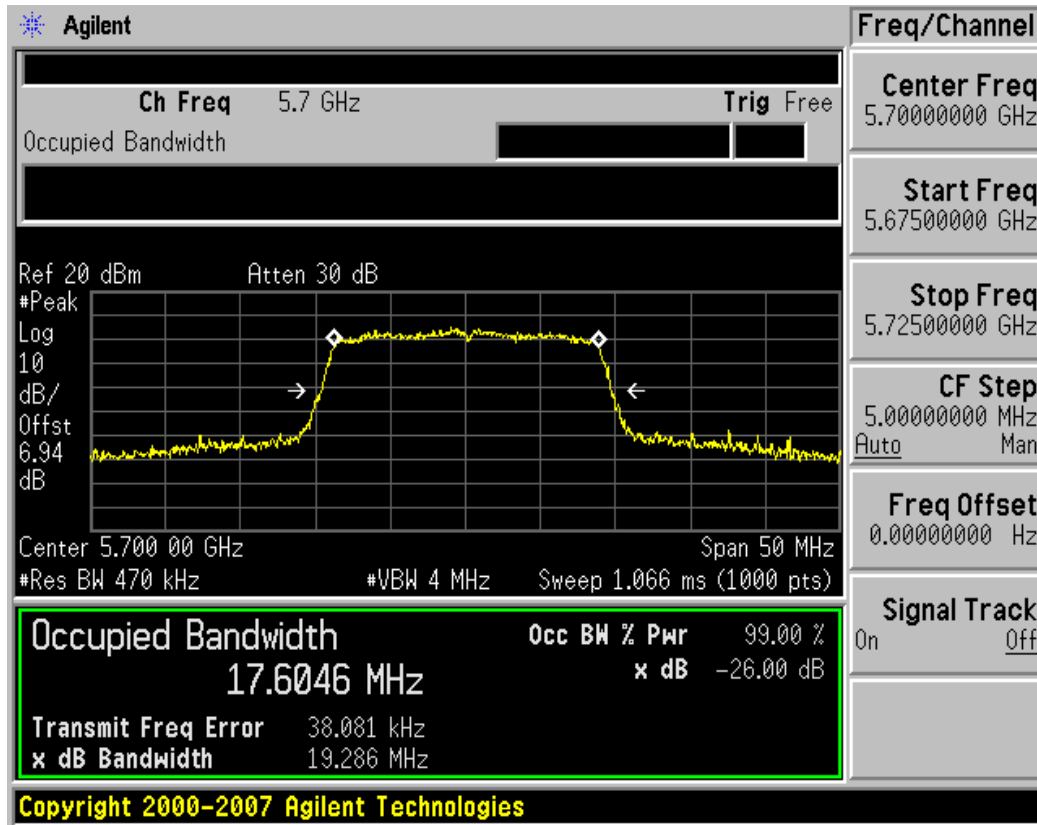 Agilent
Freq/Channel
Ch Freq 5.7 GHz Trig Free
Occupied Bandwidth
Center Freq
5.70000000 GHz
Start Freq
5.67500000 GHz
Stop Freq
5.72500000 GHz
CF Step
5.00000000 MHz
Auto Man
Freq Offset
0.00000000 Hz
Signal Track
On Off
Ref 20 dBm Atten 30 dB
#Peak
Log
10
dB/
Offst
6.94
dB
Center 5.700 00 GHz Span 50 MHz
#Res BW 470 kHz #VBW 4 MHz Sweep 1.066 ms (1000 pts)
Occupied Bandwidth Occ BW % Pwr 99.00 %
17.6046 MHz x dB -26.00 dB
Transmit Freq Error 38.081 kHz
x dB Bandwidth 19.286 MHz
Copyright 2000-2007 Agilent Technologies